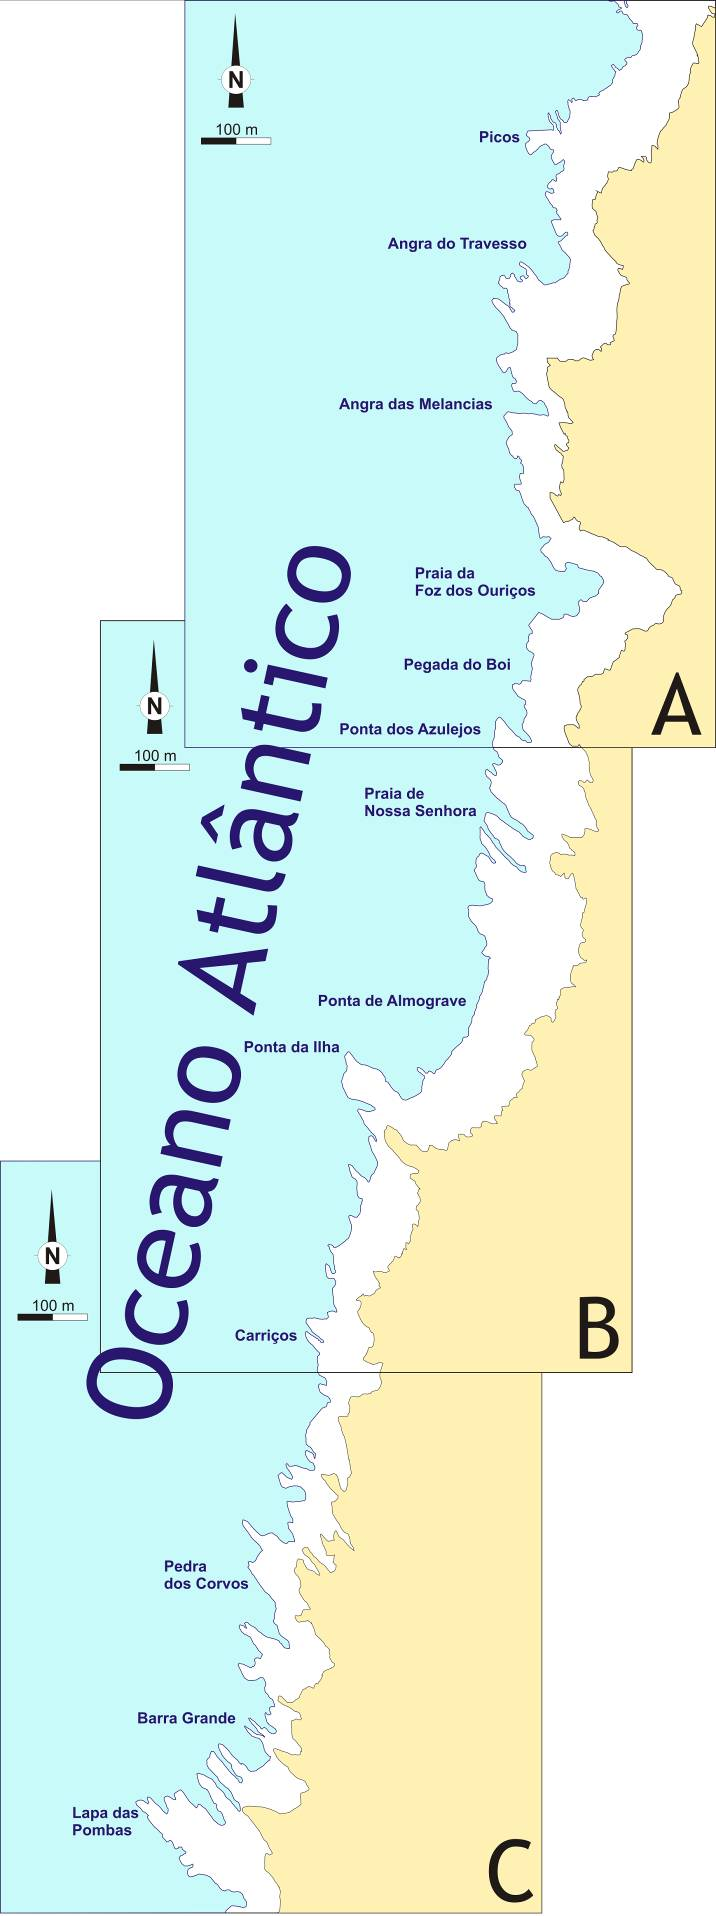 N
100 m
Picos
Angra do Travesso
Angra das Melancias
Praia da
Foz dos Ouriços
Pegada do Boi
Ponta dos Azulejos
A
N
100 m
Praia de
Nossa Senhora
Oceano Atlântico
Ponta de Almograve
Ponta da Ilha
Carriços
B
N
100 m
Pedra
dos Corvos
Barra Grande
Lapa das
Pombas
C